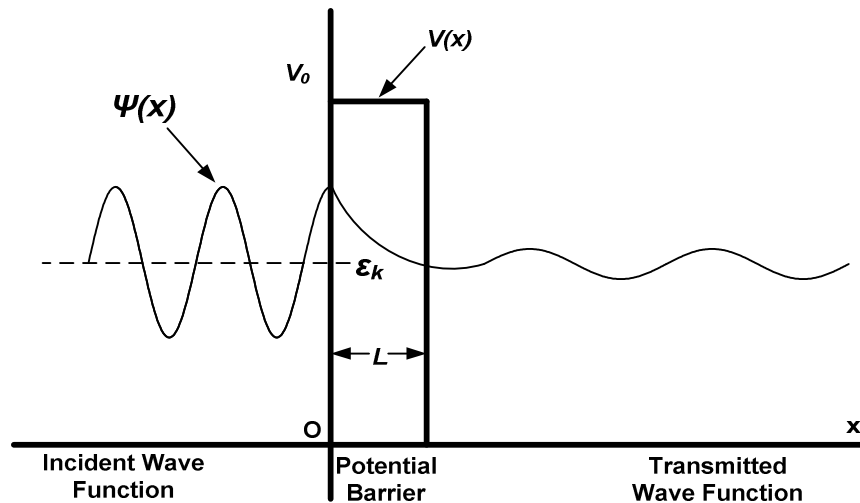 V(x)
V₀
Ψ(x)
εₖ
L
O
x
Incident Wave
Function
Potential
Barrier
Transmitted
Wave Function